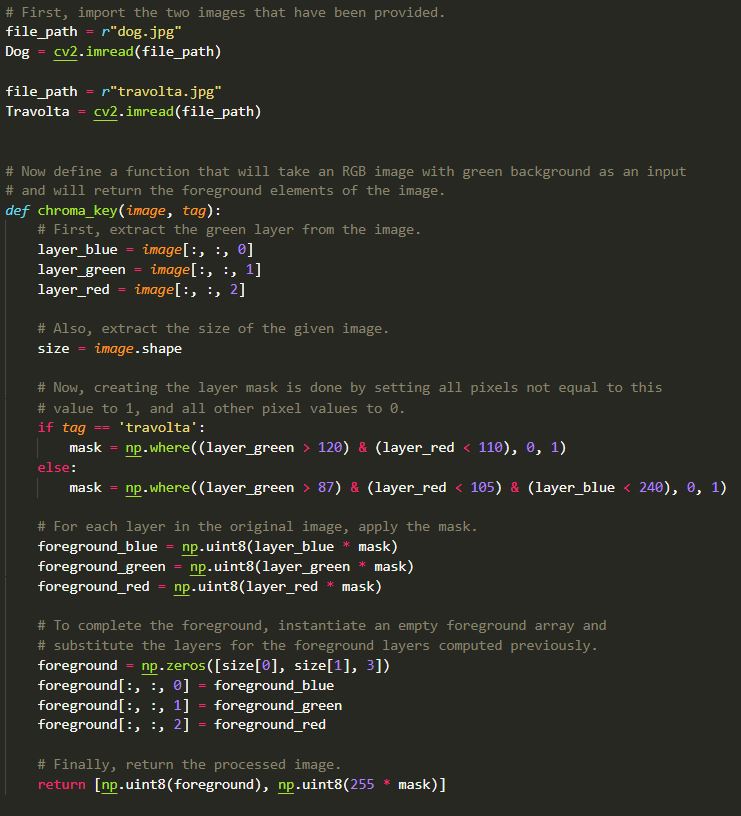 # First, import the two images that have been provided.
file_path = r"dog.jpg"
Dog = cv2.imread(file_path)
file_path = r"travolta.jpg"
Travolta = cv2.imread(file_path)
# Now define a function that will take an RGB image with green background as an input
# and will return the foreground elements of the image.
def chroma_key(image, tag):
    # First, extract the green layer from the image.
    layer_blue = image[:, :, 0]
    layer_green = image[:, :, 1]
    layer_red = image[:, :, 2]
    # Also, extract the size of the given image.
    size = image.shape
    # Now, creating the layer mask is done by setting all pixels not equal to this
    # value to 1, and all other pixel values to 0.
    if tag == 'travolta':
        mask = np.where((layer_green > 120) & (layer_red < 110), 0, 1)
    else:
        mask = np.where((layer_green > 87) & (layer_red < 105) & (layer_blue < 240), 0, 1)
    # For each layer in the original image, apply the mask.
    foreground_blue = np.uint8(layer_blue * mask)
    foreground_green = np.uint8(layer_green * mask)
    foreground_red = np.uint8(layer_red * mask)
    # To complete the foreground, instantiate an empty foreground array and
    # substitute the layers for the foreground layers computed previously.
    foreground = np.zeros([size[0], size[1], 3])
    foreground[:, :, 0] = foreground_blue
    foreground[:, :, 1] = foreground_green
    foreground[:, :, 2] = foreground_red
    # Finally, return the processed image.
    return [np.uint8(foreground), np.uint8(255 * mask)]